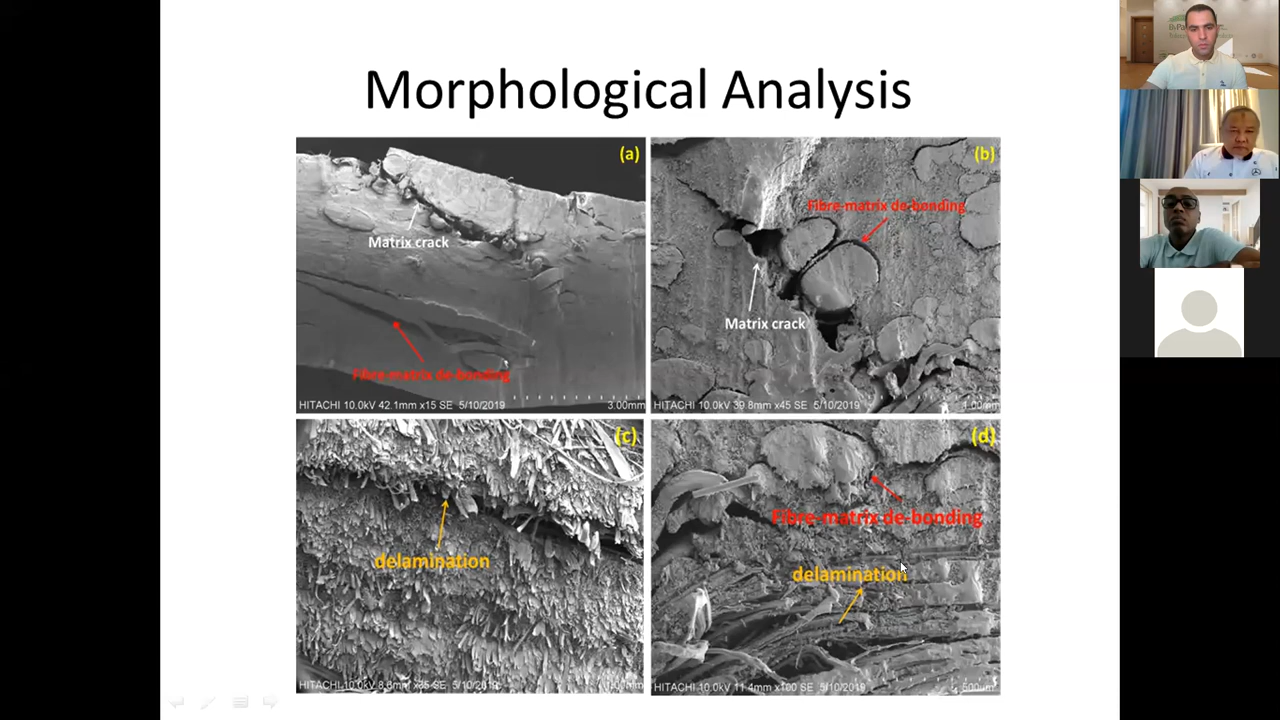 Morphological Analysis
(a)
Matrix crack
Fibre-matrix de-bonding
HITACHI 10.0kV 42.1mm x15 SE 5/10/2019 3.00mm
(b)
Fibre-matrix de-bonding
Matrix crack
HITACHI 10.0kV 39.8mm x45 SE 5/10/2019 1.00mm
(c)
delamination
HITACHI 10.0kV x35 SE 5/10/2019
(d)
Fibre-matrix de-bonding
delamination
HITACHI 10.0kV 11.4mm x100 SE 5/10/2019 500um